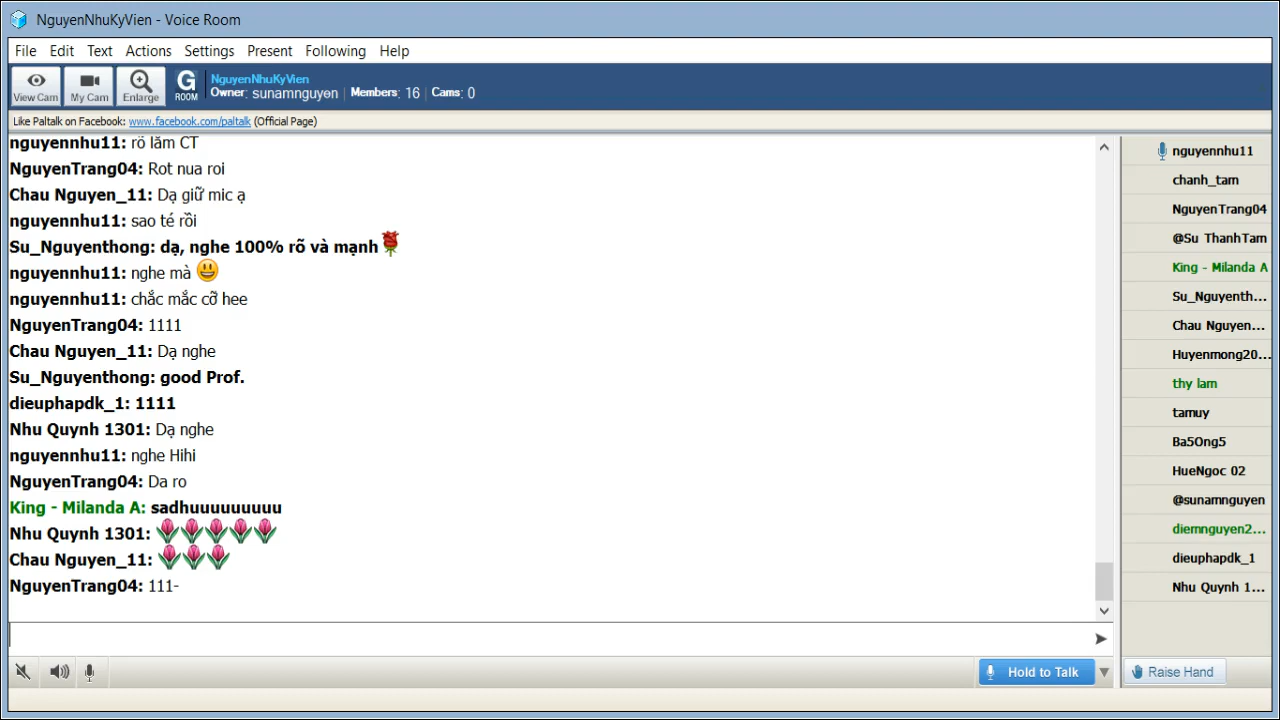 NguyenNhuKyVien - Voice Room
File Edit Text Actions Settings Present Following Help
View Cam My Cam Enlarge G ROOM NguyenNhuKyVien
Owner: sunamnguyen Members: 16 Cams: 0
Like Paltalk on Facebook: www.facebook.com/paltalk (Official Page)
nguyennhu11: rõ lắm CT
NguyenTrang04: Rot nua roi
Chau Nguyen_11: Dạ giữ mic ạ
nguyennhu11: sao té rồi
Su_Nguyenthong: dạ, nghe 100% rõ và mạnh
nguyennhu11: nghe mà
nguyennhu11: chắc mắc cỡ hee
NguyenTrang04: 1111
Chau Nguyen_11: Dạ nghe
Su_Nguyenthong: good Prof.
dieuphapdk_1: 1111
Nhu Quynh 1301: Dạ nghe
nguyennhu11: nghe Hihi
NguyenTrang04: Da ro
King - Milanda A: sadhuuuuuuuuu
Nhu Quynh 1301:
Chau Nguyen_11:
NguyenTrang04: 111-
nguyennhu11
chanh_tam
NguyenTrang04
@Su ThanhTam
King - Milanda A
Su_Nguyenth...
Chau Nguyen...
Huyenmong20...
thy lam
tamuy
Ba5Ong5
HueNgoc 02
@sunamnguyen
diemnguyen2...
dieuphapdk_1
Nhu Quynh 1...
Hold to Talk
Raise Hand